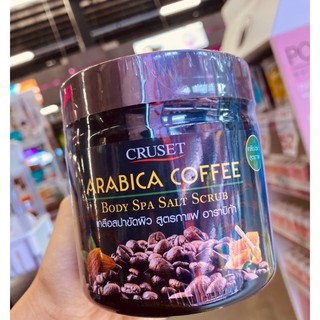 CRUSET
ARABICA COFFEE
BODY SPA SALT SCRUB
เกลือสปาขัดผิว สูตรกาแฟ อาราบิก้า